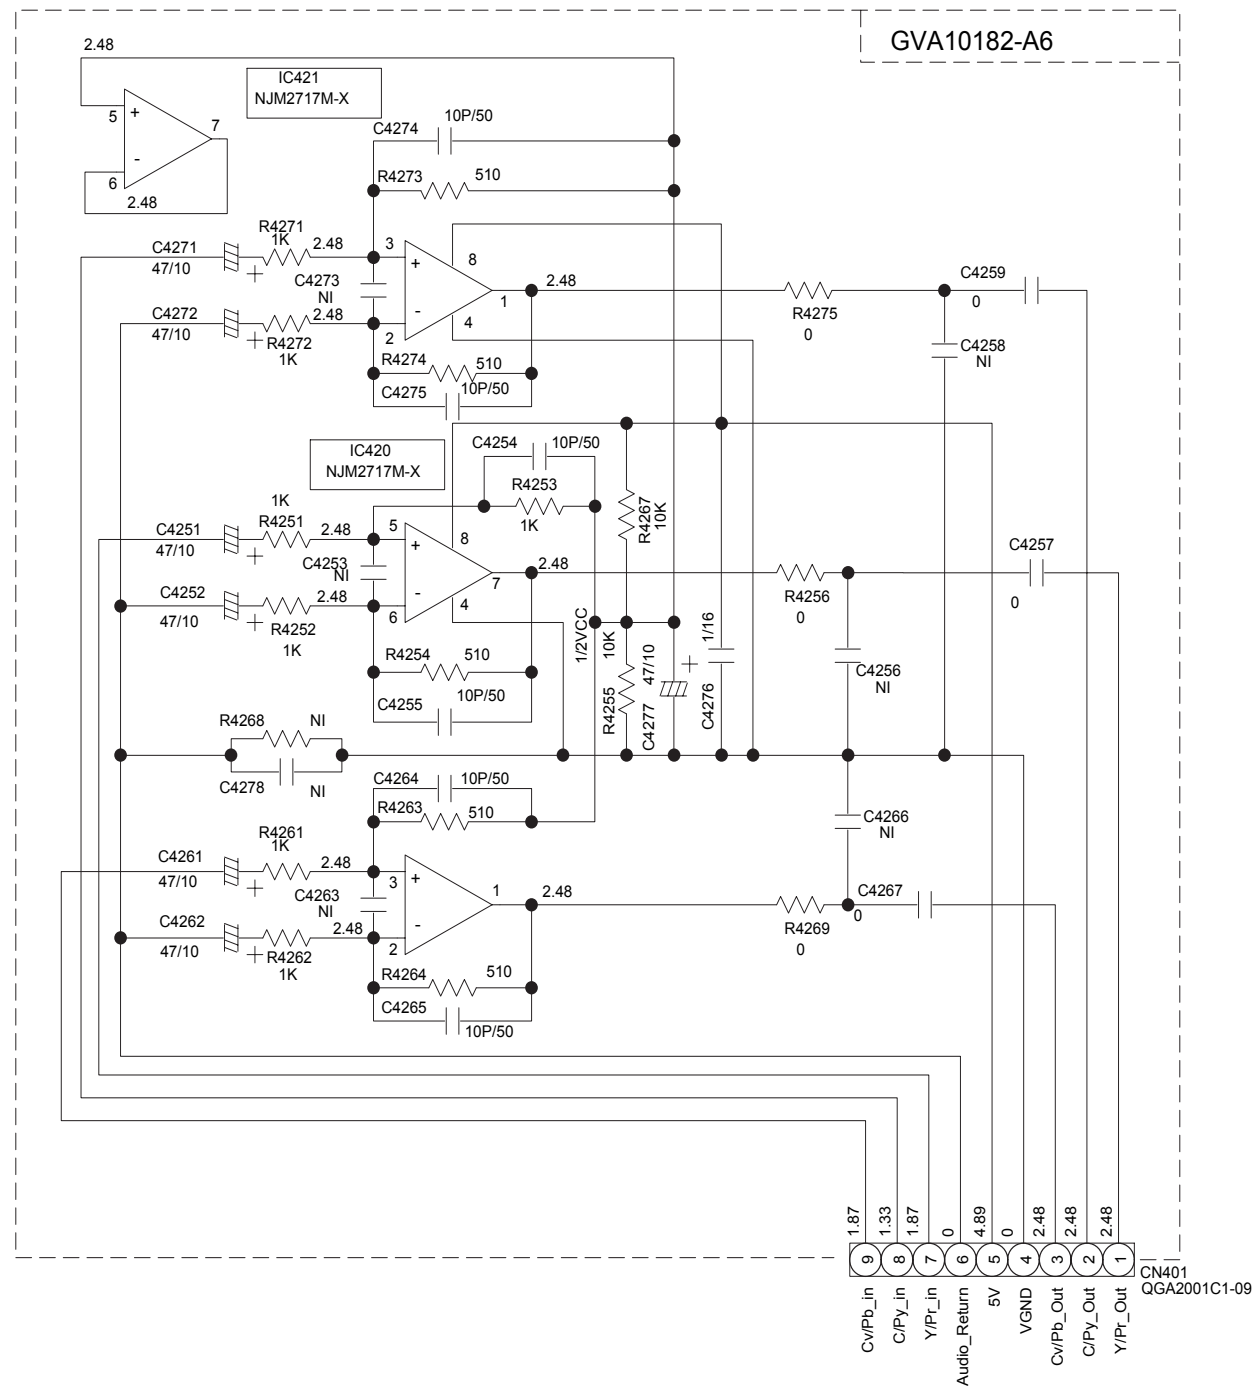 GVA10182-A6
2.48
IC421
NJM2717M-X
5
+
7
-
6
2.48
C4274
10P/50
R4273
510
C4271
47/10
+
R4271
1K
2.48
3
+
8
C4273
NI
1
2.48
R4275
0
C4259
0
C4272
47/10
+
R4272
1K
2.48
2
-
4
C4258
NI
R4274
510
C4275
10P/50
IC420
NJM2717M-X
C4254
10P/50
R4253
1K
R4267
10K
C4251
47/10
+
1K
R4251
2.48
5
+
8
C4253
NI
7
2.48
R4256
0
C4257
0
C4252
47/10
+
R4252
1K
2.48
6
-
4
R4254
510
C4255
10P/50
1/2VCC
10K
R4255
47/10
+
C4277
1/16
C4276
C4256
NI
R4268
NI
C4278
NI
C4264
10P/50
R4263
510
C4266
NI
C4261
47/10
+
R4261
1K
2.48
3
+
C4263
NI
1
2.48
R4269
0
C4267
0
C4262
47/10
+
R4262
1K
2.48
2
-
R4264
510
C4265
10P/50
1.87
1.33
1.87
0
4.89
0
2.48
2.48
2.48
9
8
7
6
5
4
3
2
1
CN401
QGA2001C1-09
Cv/Pb_in
C/Py_in
Y/Pr_in
Audio_Return
5V
VGND
Cv/Pb_Out
C/Py_Out
Y/Pr_Out